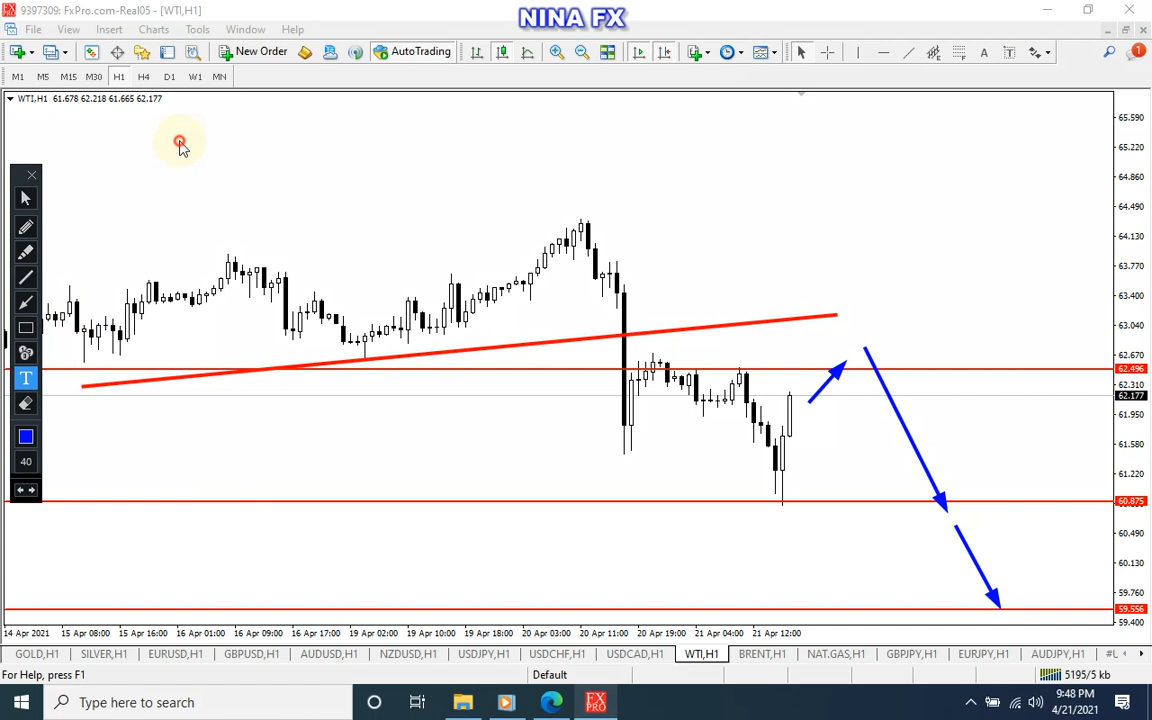 9397309: FxPro.com-Real05 - [WTI,H1]
NINA FX
File View Insert Charts Tools Window Help
New Order AutoTrading A T 1
M1 M5 M15 M30 H1 H4 D1 W1 MN
WTI,H1 61.678 62.218 61.665 62.177
65.590
65.220
64.860
64.490
64.130
63.770
63.400
63.040
62.670
62.496
62.310
62.177
61.950
61.580
61.220
60.875
60.490
60.130
59.760
59.556
59.400
T
40
14 Apr 2021 15 Apr 08:00 15 Apr 16:00 16 Apr 01:00 16 Apr 09:00 16 Apr 17:00 19 Apr 02:00 19 Apr 10:00 19 Apr 18:00 20 Apr 03:00 20 Apr 11:00 20 Apr 19:00 21 Apr 04:00 21 Apr 12:00
GOLD,H1 SILVER,H1 EURUSD,H1 GBPUSD,H1 AUDUSD,H1 NZDUSD,H1 USDJPY,H1 USDCHF,H1 USDCAD,H1 WTI,H1 BRENT,H1 NAT.GAS,H1 GBPJPY,H1 EURJPY,H1 AUDJPY,H1 #U
For Help, press F1 Default 5195/5 kb
Type here to search FX PRO 9:48 PM
4/21/2021